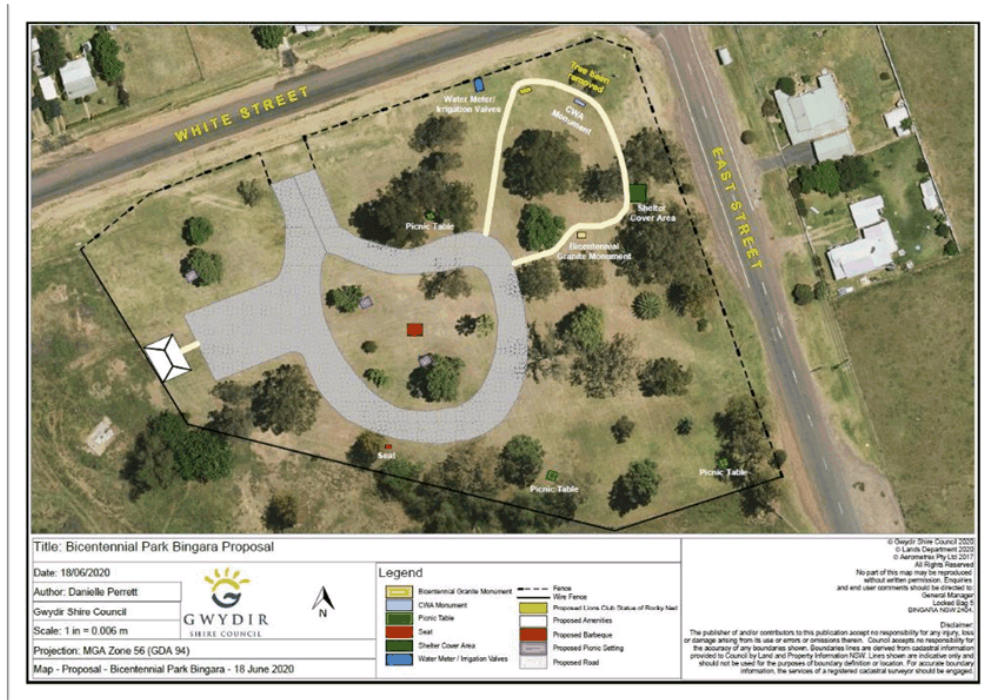 WHITE STREET
EAST STREET
Water Meter/
Irrigation Valves
Tree been
removed
CWA
Monument
Shelter
Cover Area
Picnic Table
Bicentennial
Granite Monument
Seat
Picnic Table
Picnic Table
Title: Bicentennial Park Bingara Proposal
Date: 18/06/2020
Author: Danielle Perrett
Gwydir Shire Council
Scale: 1 in = 0.006 m
Projection: MGA Zone 56 (GDA 94)
Map - Proposal - Bicentennial Park Bingara - 18 June 2020
GWYDIR
SHIRE COUNCIL
N
Legend
Bicentennial Granite Monument
CWA Monument
Picnic Table
Seat
Shelter Cover Area
Water Meter / Irrigation Valves
Fence
Wire Fence
Proposed Lions Club Statue of Rocky Ned
Proposed Amenities
Proposed Barbeque
Proposed Picnic Setting
Proposed Road
© Gwydir Shire Council 2020
© Lands Department 2020
© Aerometrex Pty Ltd 2017
All Rights Reserved
No part of this map may be reproduced
without written permission. Enquiries
and end user comments should be directed to:
General Manager
Locked Bag 5
BINGARA NSW 2404.
Disclaimer:
The publisher of and/or contributors to this publication accept no responsibility for any injury, loss
or damage arising from its use or errors or omissions therein. Council accepts no responsibility for
the accuracy of any boundaries shown. Boundaries lines are derived from cadastral information
provided to Council by Land and Property Information NSW. Lines shown are indicative only and
should not be used for the purposes of boundary definition or location. For accurate boundary
information, the services of a registered cadastral surveyor should be engaged.